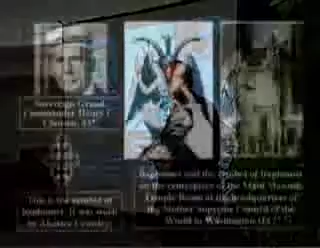 Sovereign Grand
Commander Henry C.
Clausen, 33°
This is the symbol of
Baphomet. It was used
by Aleister Crowley.
Baphomet and the symbol of Baphomet
on the centerpiece of the Main Masonic
Temple Room at the headquarters of
the Mother Supreme Council of the
World in Washington D.C.